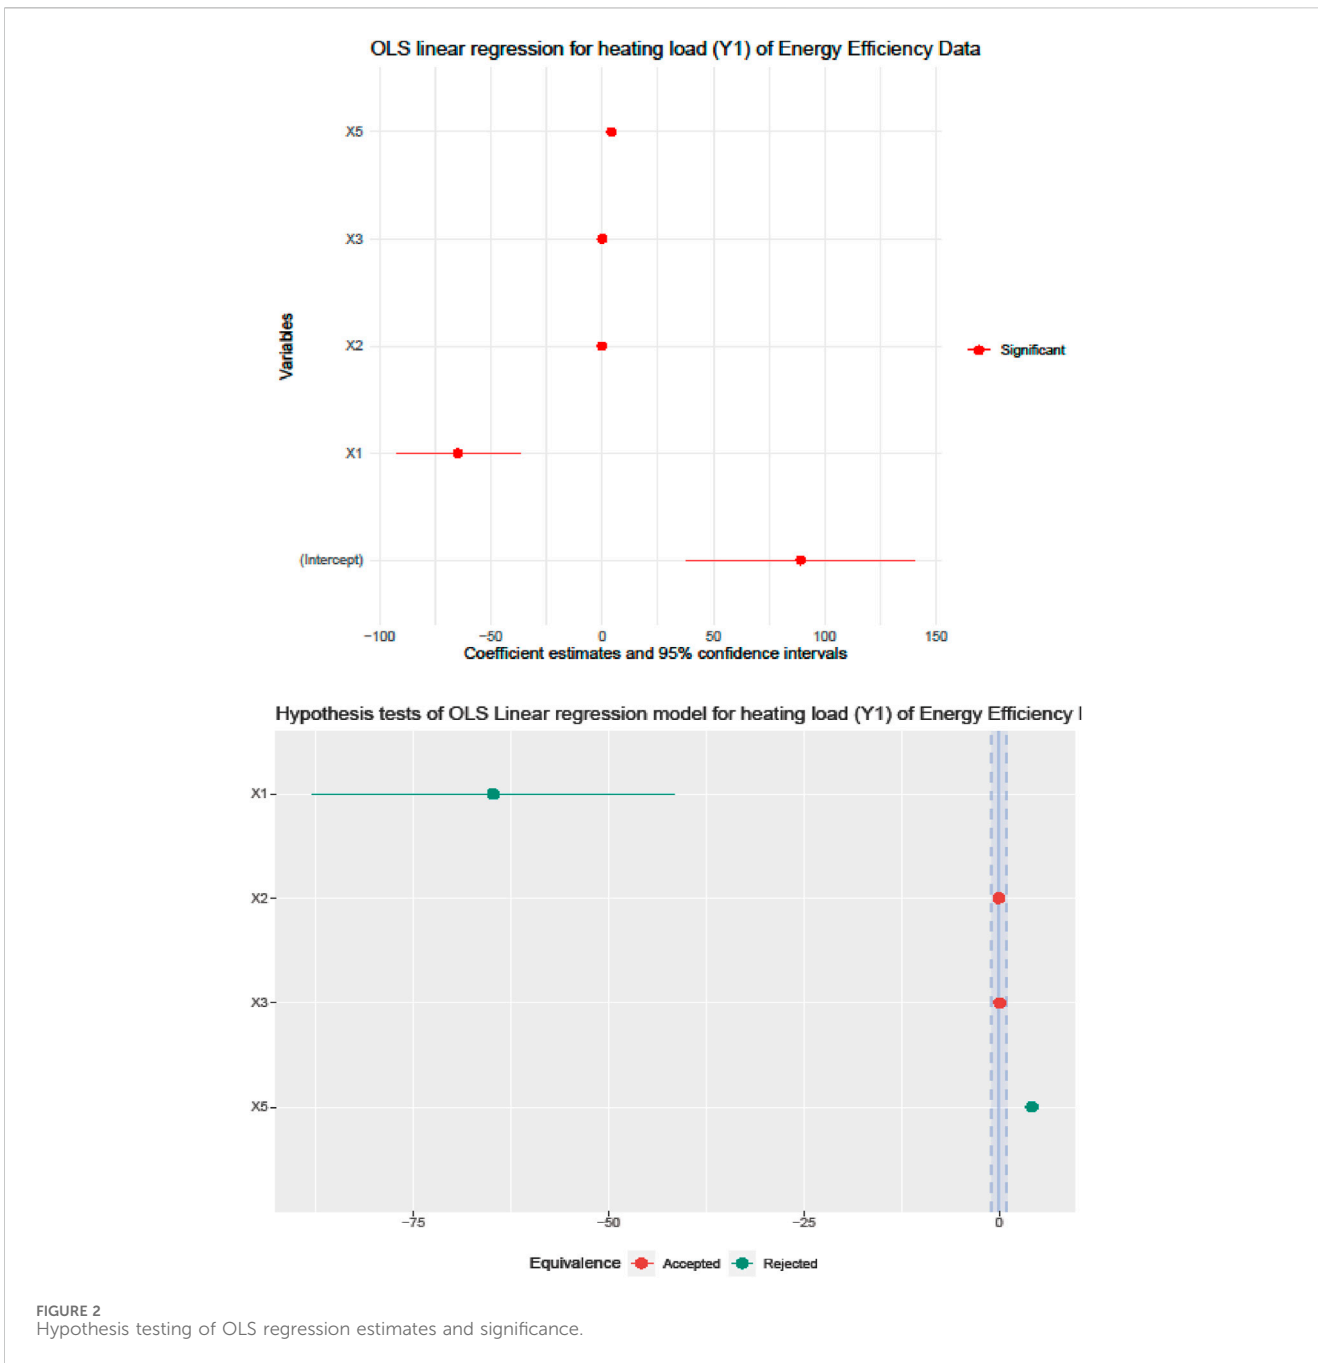 OLS linear regression for heating load (Y1) of Energy Efficiency Data
X5
X3
Variables
X2
Significant
X1
(Intercept)
−100 −50 0 50 100 150
Coefficient estimates and 95% confidence intervals
Hypothesis tests of OLS Linear regression model for heating load (Y1) of Energy Efficiency
X1
X2
X3
X5
−75 −50 −25 0
Equivalence Accepted Rejected
FIGURE 2
Hypothesis testing of OLS regression estimates and significance.